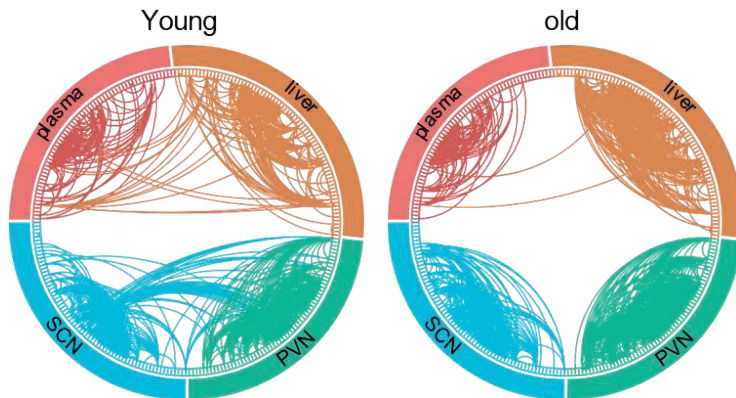 Young
old
plasma
liver
SCN
PVN
plasma
liver
SCN
PVN